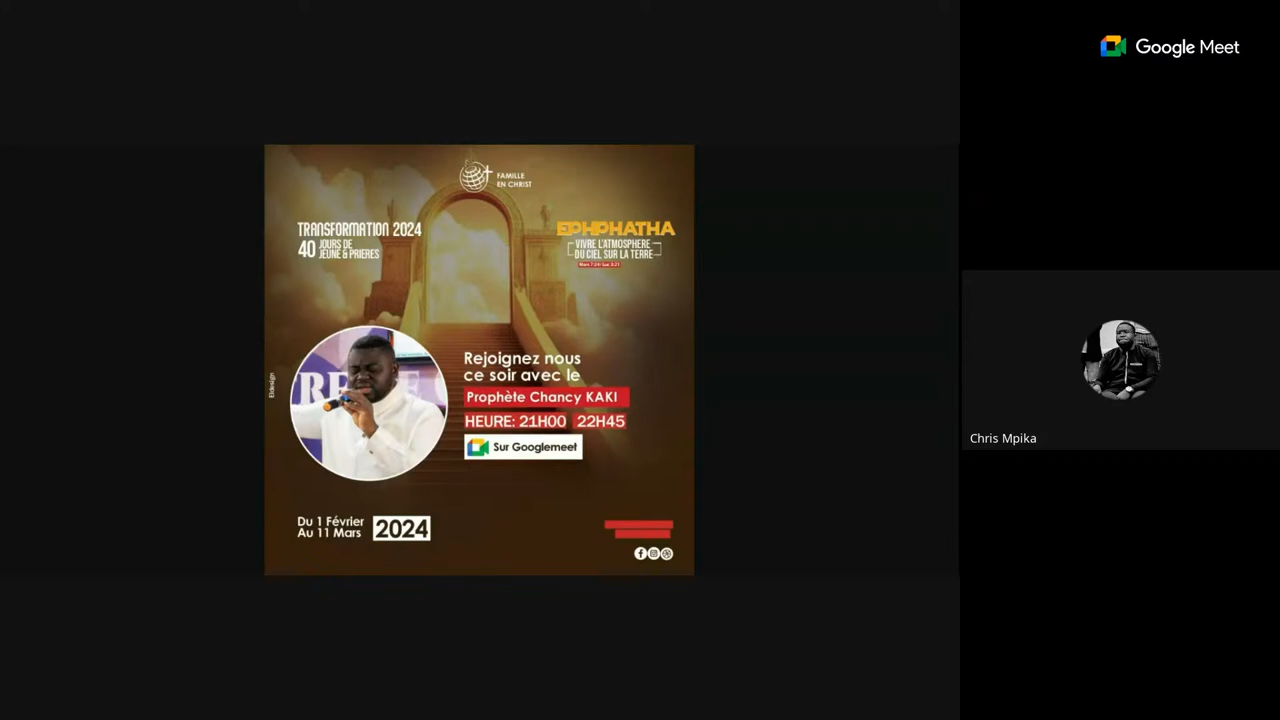 Google Meet
FAMILLE
EN CHRIST
TRANSFORMATION 2024
40 JOURS DE
JEUNE & PRIERES
EPHPHATHA
VIVRE L'ATMOSPHERE
DU CIEL SUR LA TERRE
Rejoignez nous
ce soir avec le
Prophète Chancy KAKI
HEURE: 21H00 22H45
Sur Googlemeet
Eldesign
Du 1 Février
Au 11 Mars 2024
Chris Mpika